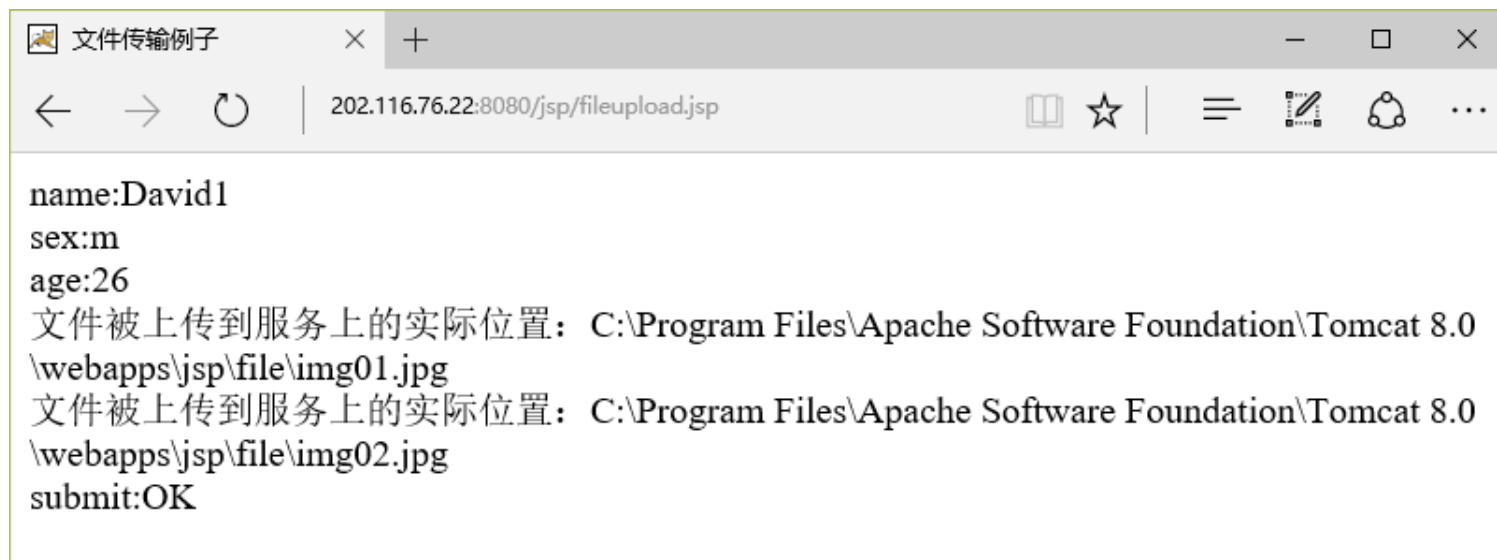 文件传输例子
202.116.76.22:8080/jsp/fileupload.jsp
name:David1
sex:m
age:26
文件被上传到服务上的实际位置：C:\Program Files\Apache Software Foundation\Tomcat 8.0
\webapps\jsp\file\img01.jpg
文件被上传到服务上的实际位置：C:\Program Files\Apache Software Foundation\Tomcat 8.0
\webapps\jsp\file\img02.jpg
submit:OK